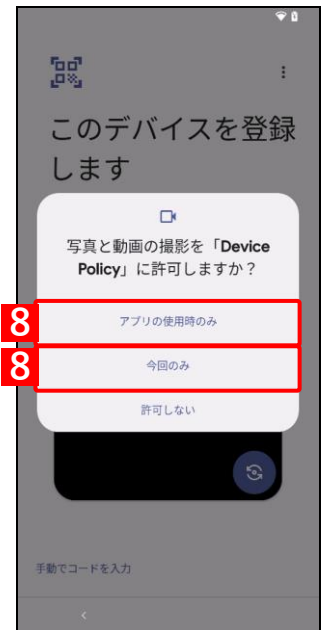 このデバイスを登録
します
写真と動画の撮影を「Device
Policy」に許可しますか？
8
アプリの使用時のみ
8
今回のみ
許可しない
手動でコードを入力